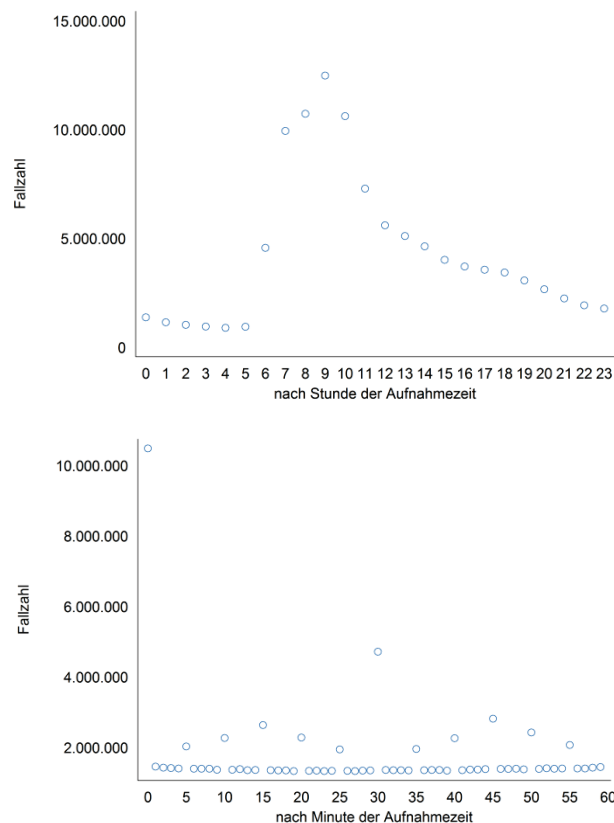 15.000.000
10.000.000
5.000.000
0
Fallzahl
0 1 2 3 4 5 6 7 8 9 10 11 12 13 14 15 16 17 18 19 20 21 22 23
nach Stunde der Aufnahmezeit
10.000.000
8.000.000
6.000.000
4.000.000
2.000.000
Fallzahl
0 5 10 15 20 25 30 35 40 45 50 55 60
nach Minute der Aufnahmezeit